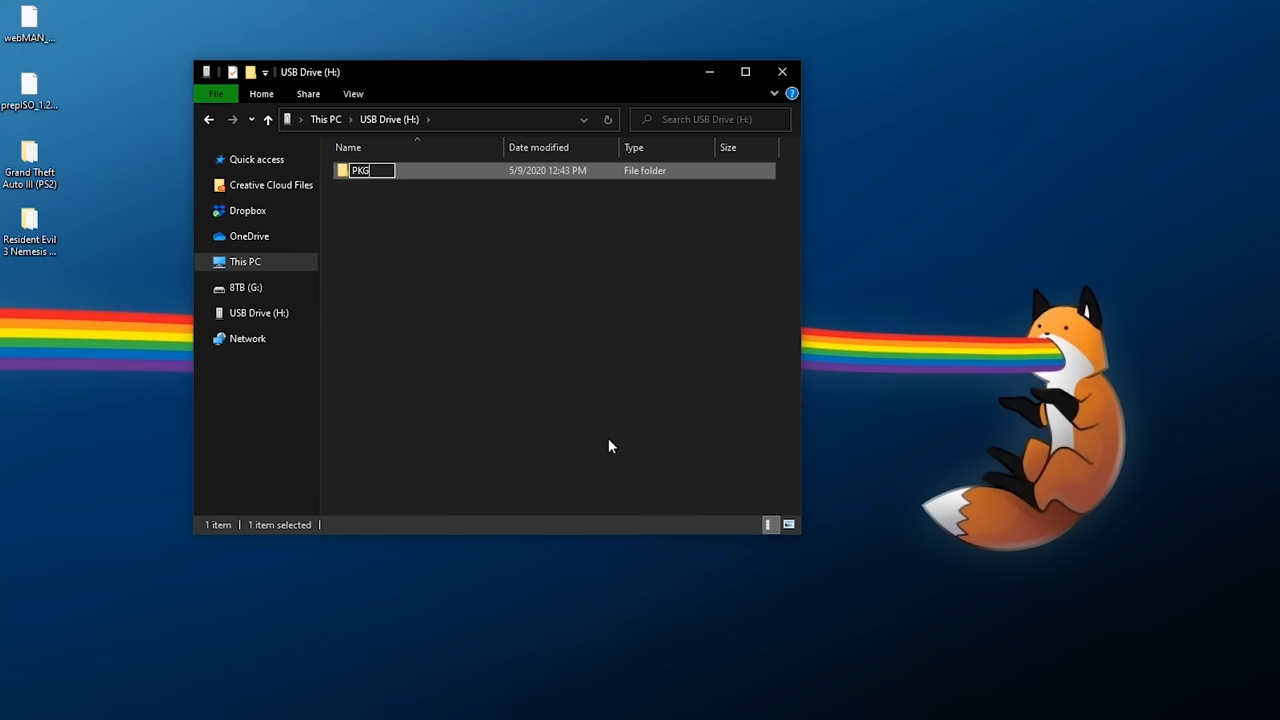 webMAN_...
prepISO_1.2...
Grand Theft
Auto III (PS2)
Resident Evil
3 Nemesis ...
USB Drive (H:)
File Home Share View
This PC USB Drive (H:)
Search USB Drive (H:)
Name Date modified Type Size
PKG 5/9/2020 12:43 PM File folder
Quick access
Creative Cloud Files
Dropbox
OneDrive
This PC
8TB (G:)
USB Drive (H:)
Network
1 item 1 item selected